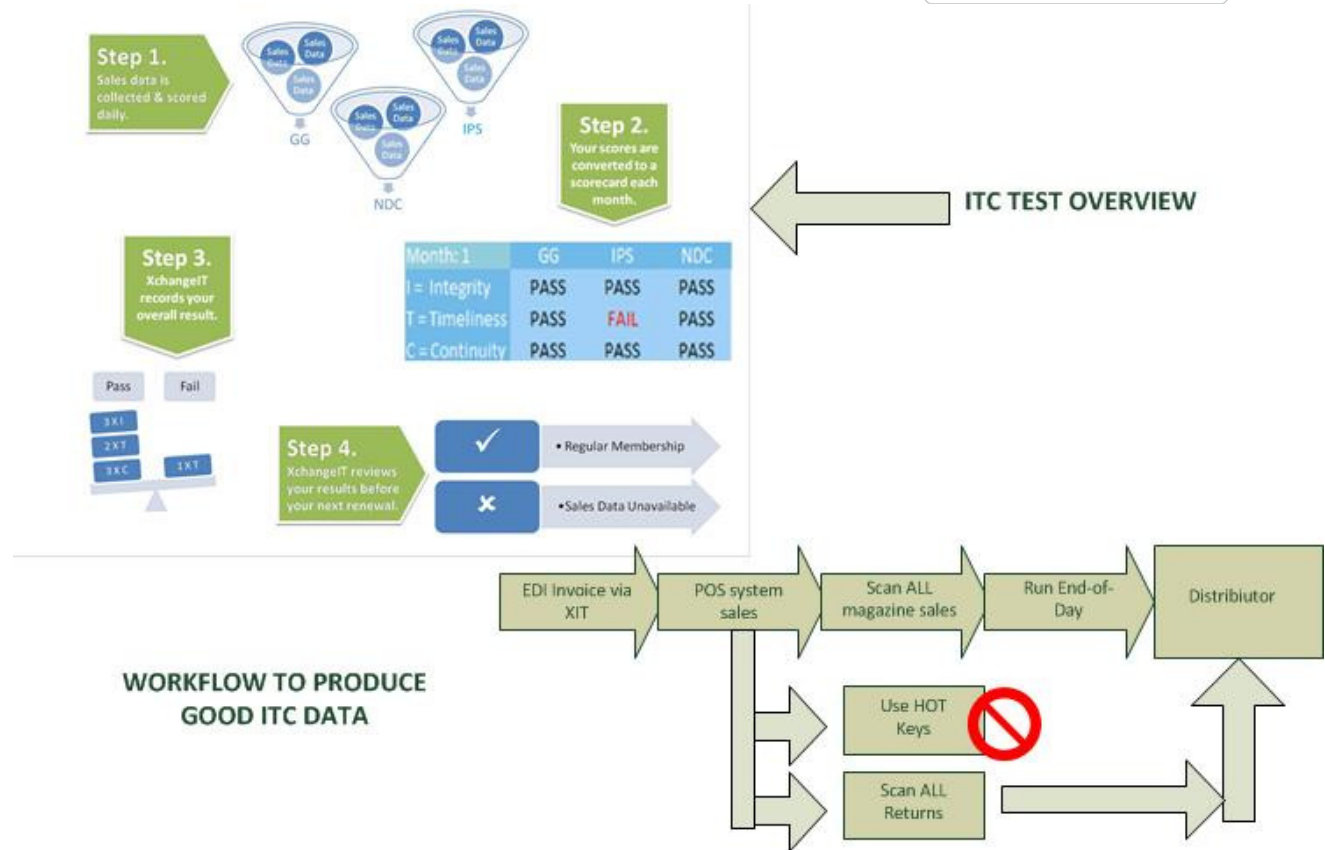 Step 1.
Sales data is
collected & scored
daily.
Sales
Data
Sales
Data
Sales
Data
GG
Sales
Data
Sales
Data
Sales
Data
NDC
Sales
Data
Sales
Data
Sales
Data
IPS
Step 2.
Your scores are
converted to a
scorecard each
month.
ITC TEST OVERVIEW
Step 3.
XchangeIT
records your
overall result.
Month: 1 GG IPS NDC
I = Integrity PASS PASS PASS
T = Timeliness PASS FAIL PASS
C = Continuity PASS PASS PASS
Pass Fail
3 X I
2 X T
3 X C
1 X T
Step 4.
XchangeIT reviews
your results before
your next renewal.
✓
• Regular Membership
✖
•Sales Data Unavailable
EDI Invoice via
XIT
POS system
sales
Scan ALL
magazine sales
Run End-of-
Day
Distribiutor
WORKFLOW TO PRODUCE
GOOD ITC DATA
Use HOT
Keys
Scan ALL
Returns